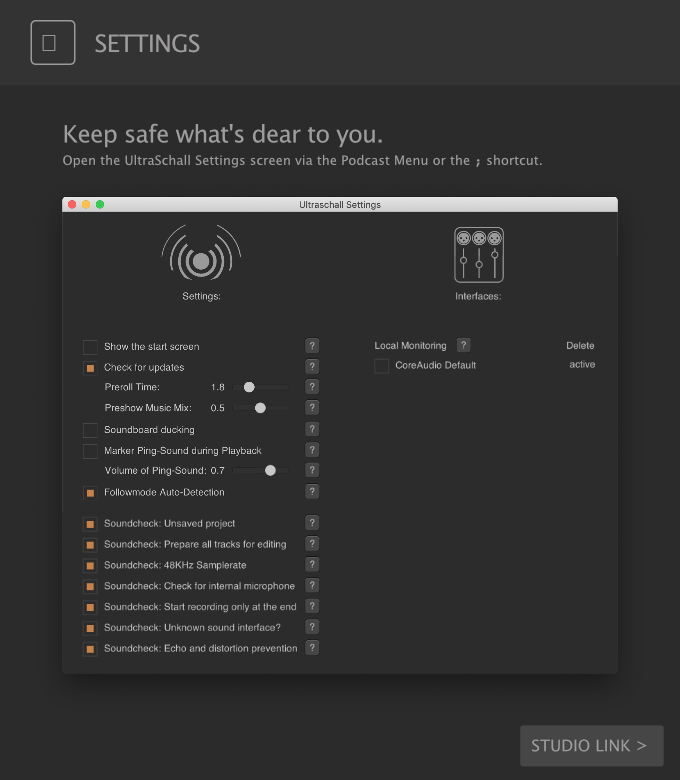 SETTINGS
Keep safe what's dear to you.
Open the UltraSchall Settings screen via the Podcast Menu or the ; shortcut.
Ultraschall Settings
Settings:
Interfaces:
Show the start screen ?
Local Monitoring ? Delete
Check for updates ?
CoreAudio Default active
Preroll Time: 1.8 ?
Preshow Music Mix: 0.5 ?
Soundboard ducking ?
Marker Ping-Sound during Playback ?
Volume of Ping-Sound: 0.7 ?
Followmode Auto-Detection ?
Soundcheck: Unsaved project ?
Soundcheck: Prepare all tracks for editing ?
Soundcheck: 48KHz Samplerate ?
Soundcheck: Check for internal microphone ?
Soundcheck: Start recording only at the end ?
Soundcheck: Unknown sound interface? ?
Soundcheck: Echo and distortion prevention ?
STUDIO LINK >